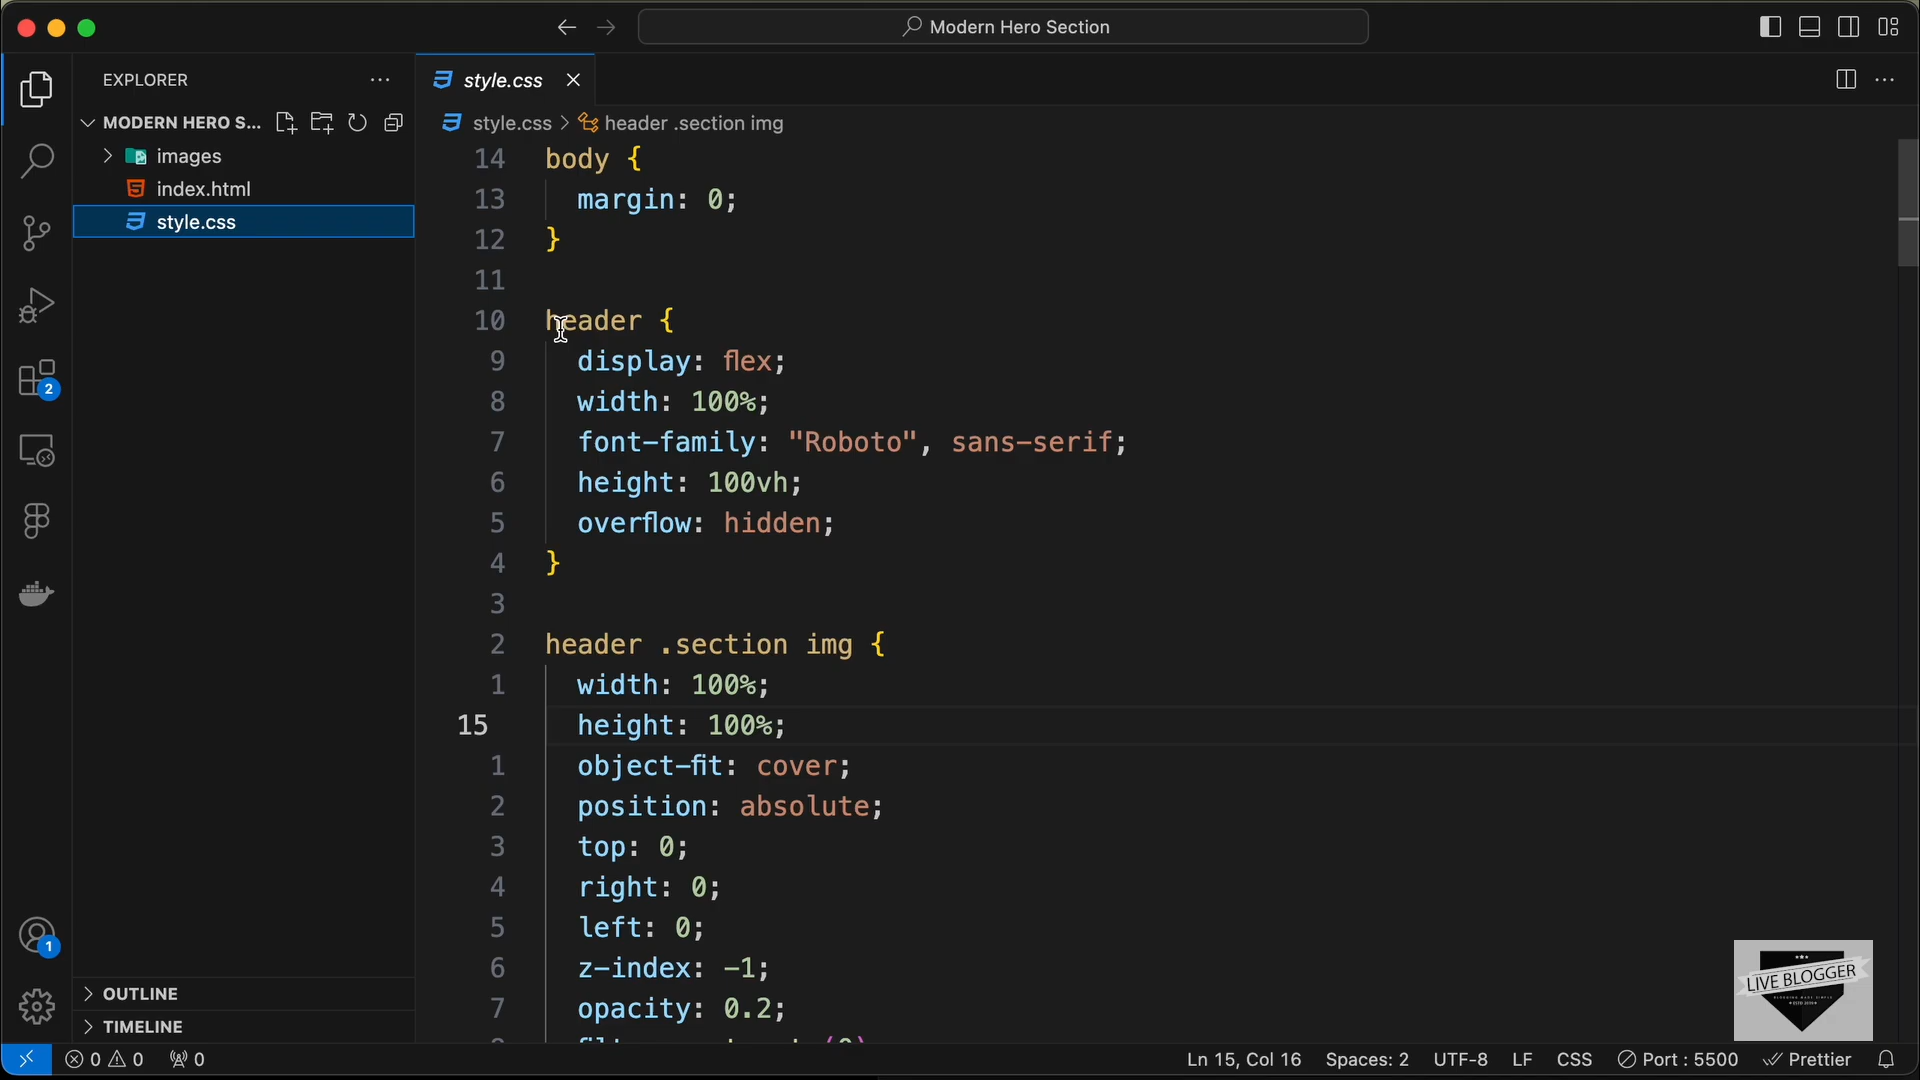 Modern Hero Section
EXPLORER
MODERN HERO S...
images
index.html
style.css
2
1
OUTLINE
TIMELINE
style.css
style.css > header .section img
14 body {
13 margin: 0;
12 }
11
10 header {
9 display: flex;
8 width: 100%;
7 font-family: "Roboto", sans-serif;
6 height: 100vh;
5 overflow: hidden;
4 }
3
2 header .section img {
1 width: 100%;
15 height: 100%;
1 object-fit: cover;
2 position: absolute;
3 top: 0;
4 right: 0;
5 left: 0;
6 z-index: -1;
7 opacity: 0.2;
LIVE BLOGGER
0 0 0
Ln 15, Col 16 Spaces: 2 UTF-8 LF CSS Port : 5500 Prettier